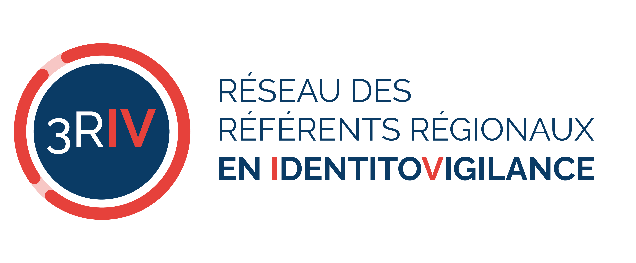 3RIV
RÉSEAU DES
RÉFÉRENTS RÉGIONAUX
EN IDENTITOVIGILANCE